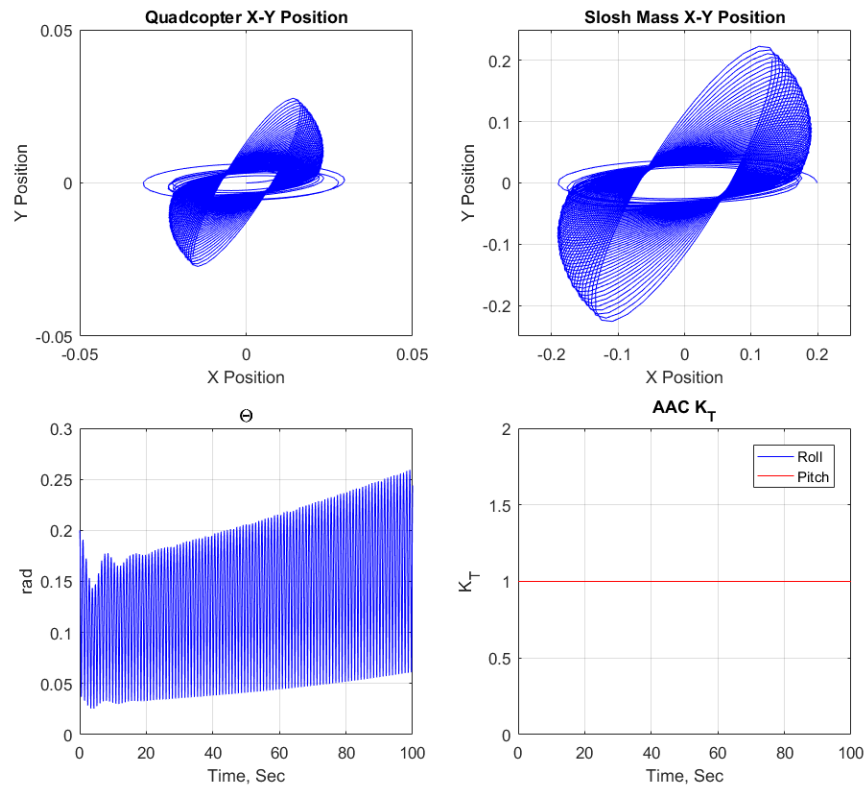 Quadcopter X-Y Position
0.05
0
-0.05
Y Position
-0.05
0
0.05
X Position
Slosh Mass X-Y Position
0.2
0.1
0
-0.1
-0.2
Y Position
-0.2
-0.1
0
0.1
0.2
X Position
Θ
0.3
0.25
0.2
0.15
0.1
0.05
0
rad
0
20
40
60
80
100
Time, Sec
AAC K_T
2
1.5
1
0.5
0
K_T
Roll
Pitch
0
20
40
60
80
100
Time, Sec